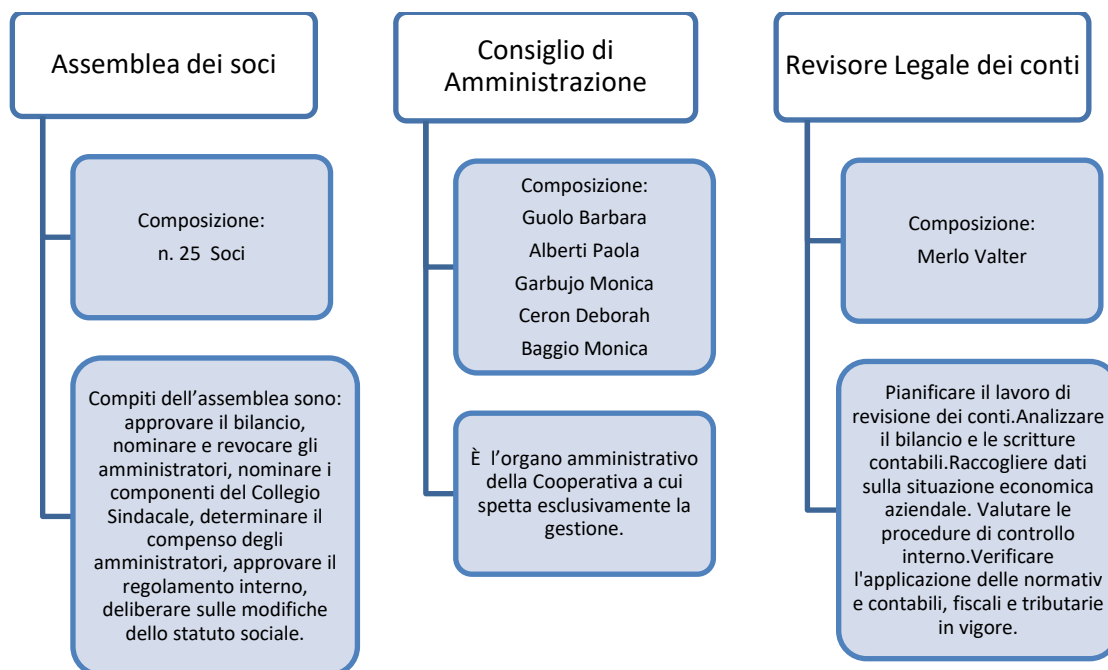 Assemblea dei soci
Composizione:
n. 25 Soci
Compiti dell’assemblea sono:
approvare il bilancio,
nominare e revocare gli
amministratori, nominare i
componenti del Collegio
Sindacale, determinare il
compenso degli
amministratori, approvare il
regolamento interno,
deliberare sulle modifiche
dello statuto sociale.
Consiglio di
Amministrazione
Composizione:
Guolo Barbara
Alberti Paola
Garbujo Monica
Ceron Deborah
Baggio Monica
È l’organo amministrativo
della Cooperativa a cui
spetta esclusivamente la
gestione.
Revisore Legale dei conti
Composizione:
Merlo Valter
Pianificare il lavoro di
revisione dei conti.Analizzare
il bilancio e le scritture
contabili.Raccogliere dati
sulla situazione economica
aziendale. Valutare le
procedure di controllo
interno.Verificare
l'applicazione delle normativ
e contabili, fiscali e tributarie
in vigore.